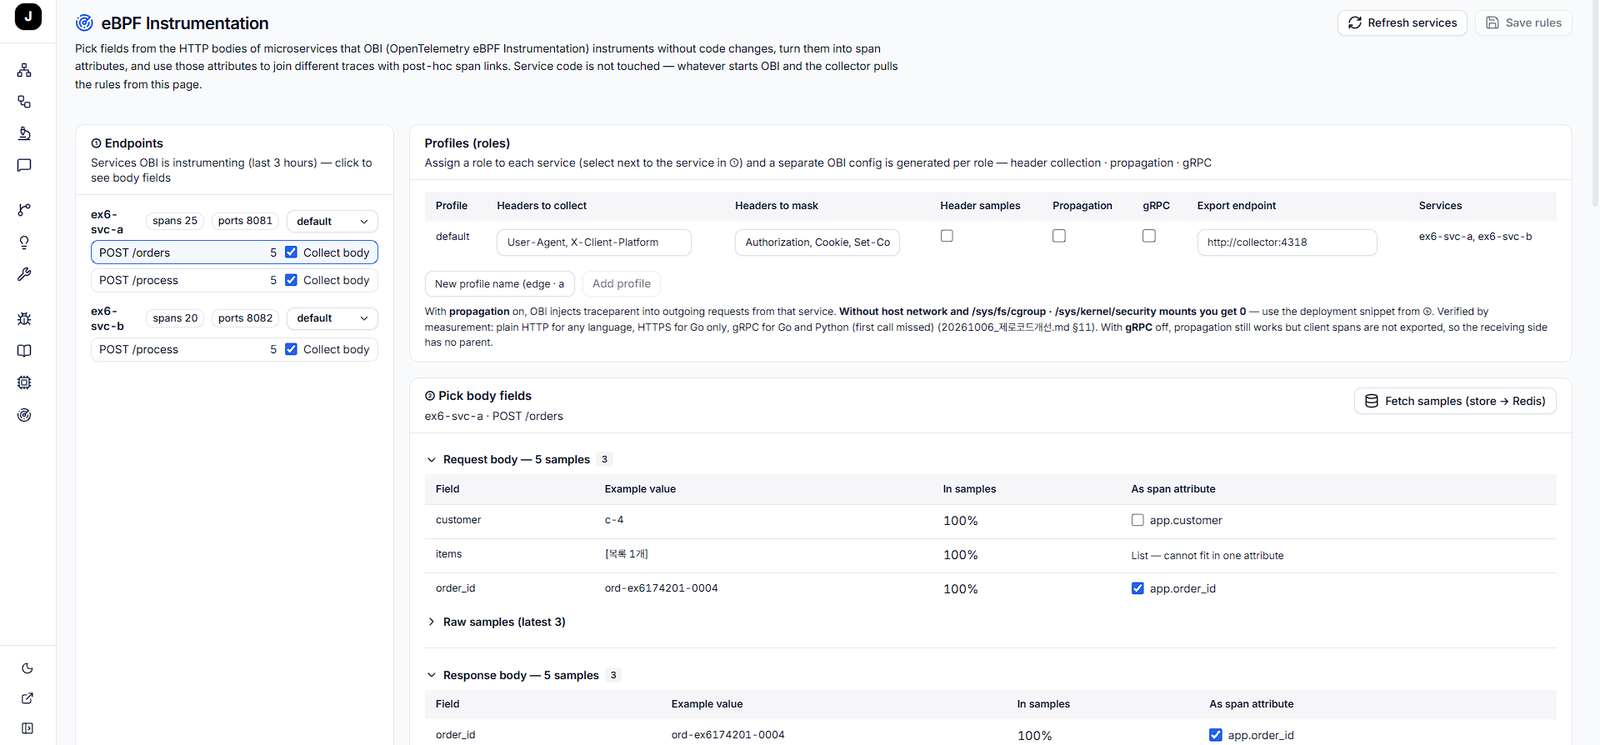 J
eBPF Instrumentation
Refresh services
Save rules
Pick fields from the HTTP bodies of microservices that OBI (OpenTelemetry eBPF Instrumentation) instruments without code changes, turn them into span
attributes, and use those attributes to join different traces with post-hoc span links. Service code is not touched — whatever starts OBI and the collector pulls
the rules from this page.
① Endpoints
Services OBI is instrumenting (last 3 hours) — click to
see body fields
ex6-
svc-a
spans 25
ports 8081
default
POST /orders 5 Collect body
POST /process 5 Collect body
ex6-
svc-b
spans 20
ports 8082
default
POST /process 5 Collect body
Profiles (roles)
Assign a role to each service (select next to the service in ①) and a separate OBI config is generated per role — header collection · propagation · gRPC
Profile Headers to collect Headers to mask Header samples Propagation gRPC Export endpoint Services
default User-Agent, X-Client-Platform Authorization, Cookie, Set-Co http://collector:4318 ex6-svc-a, ex6-svc-b
New profile name (edge · a
Add profile
With propagation on, OBI injects traceparent into outgoing requests from that service. Without host network and /sys/fs/cgroup · /sys/kernel/security mounts you get 0 — use the deployment snippet from Verified by
measurement: plain HTTP for any language, HTTPS for Go only, gRPC for Go and Python (first call missed) (20261006_제로코드개선.md §11). With gRPC off, propagation still works but client spans are not exported, so the receiving side
has no parent.
② Pick body fields
ex6-svc-a · POST /orders
Fetch samples (store → Redis)
Request body — 5 samples 3
Field Example value In samples As span attribute
customer c-4 100% app.customer
items [목록 1개] 100% List — cannot fit in one attribute
order_id ord-ex6174201-0004 100% app.order_id
Raw samples (latest 3)
Response body — 5 samples 3
Field Example value In samples As span attribute
order_id ord-ex6174201-0004 100% app.order_id